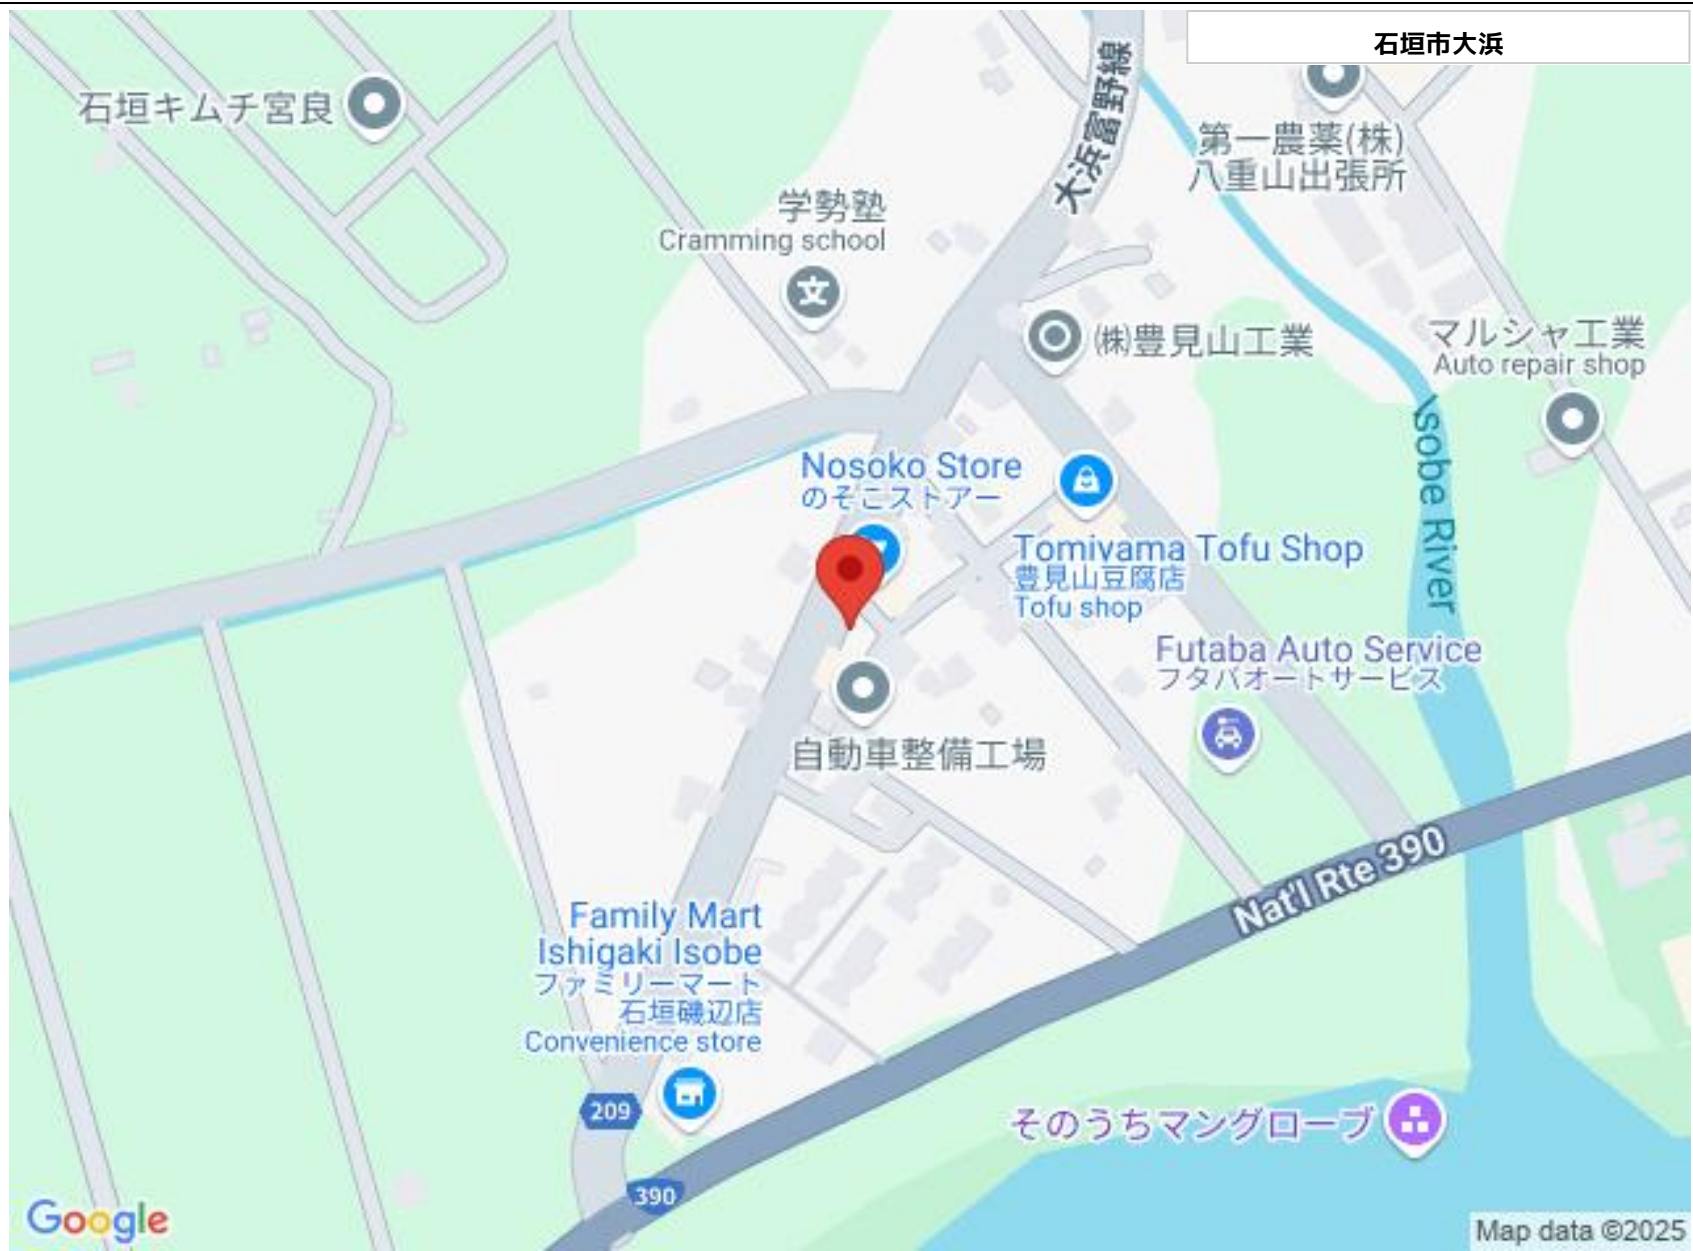 石垣市大浜
石垣キムチ宮良
大浜富野線
第一農薬(株)
八重山出張所
学勢塾
Cramming school
(株)豊見山工業
マルシャ工業
Auto repair shop
Isobe River
Nosoko Store
のそこストアー
Tomiyama Tofu Shop
豊見山豆腐店
Tofu shop
Futaba Auto Service
フタバオートサービス
自動車整備工場
Nat'l Rte 390
Family Mart
Ishigaki Isobe
ファミリーマート
石垣磯辺店
Convenience store
209
そのうちマングローブ
390
Google
Map data ©2025